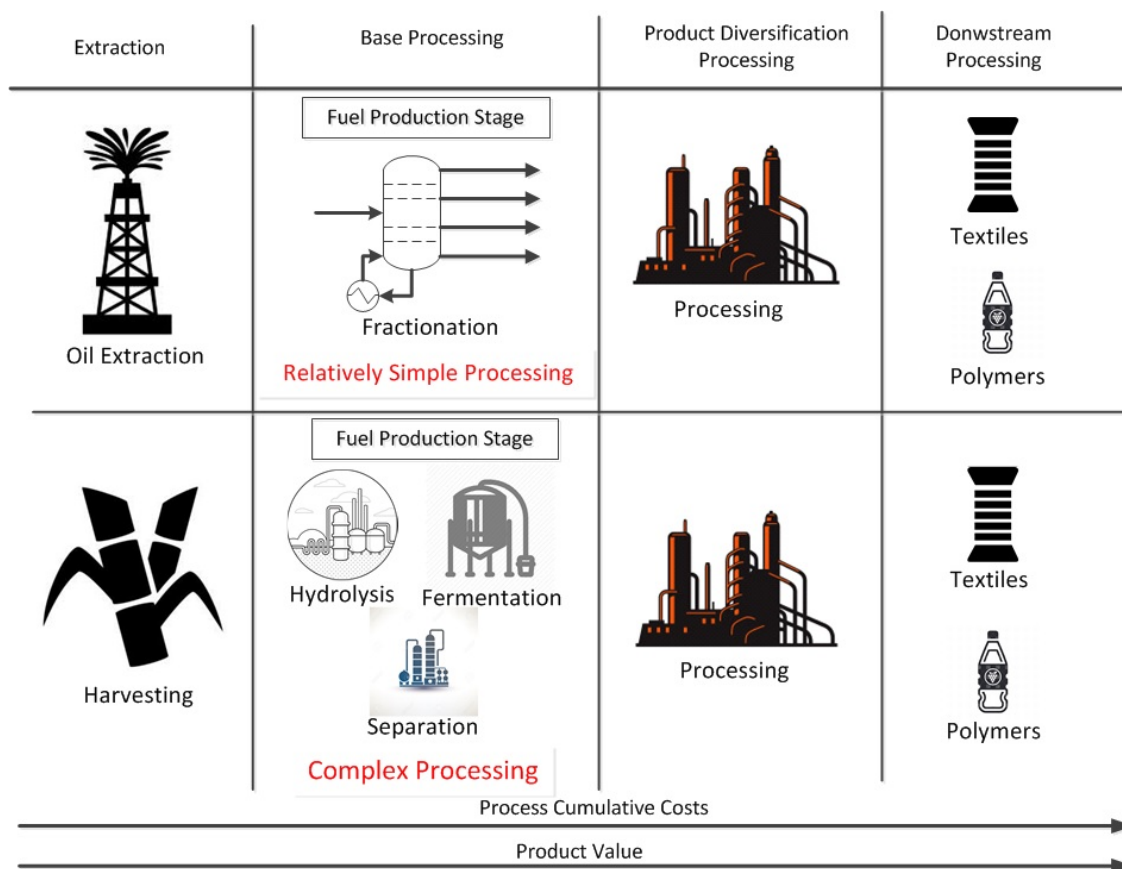 Extraction
Base Processing
Product Diversification
Processing
Donwstream
Processing
Fuel Production Stage
Oil Extraction
Fractionation
Relatively Simple Processing
Processing
Textiles
Polymers
Fuel Production Stage
Harvesting
Hydrolysis
Fermentation
Separation
Complex Processing
Processing
Textiles
Polymers
Process Cumulative Costs
Product Value